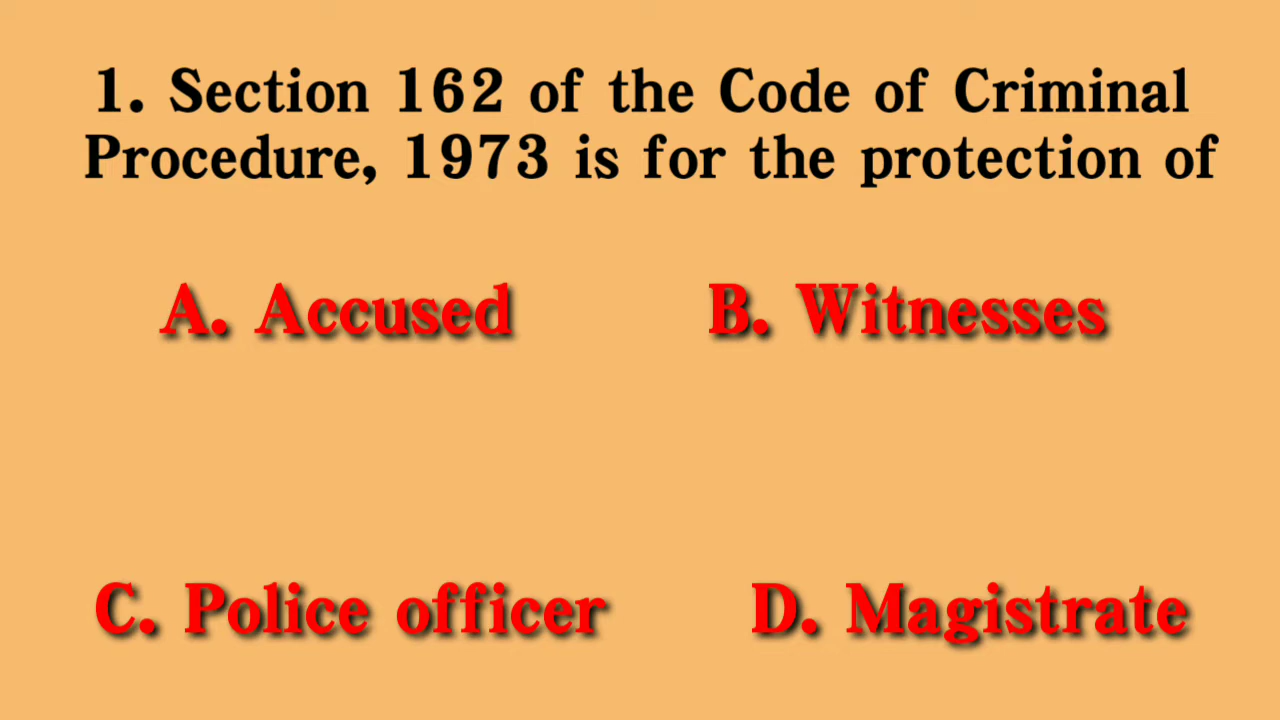 1. Section 162 of the Code of Criminal
Procedure, 1973 is for the protection of
A. Accused
B. Witnesses
C. Police officer
D. Magistrate